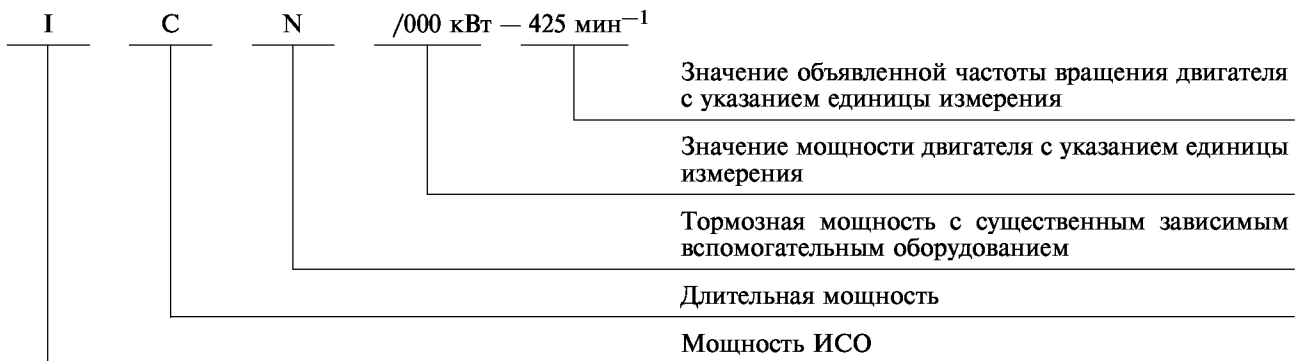 I C N /000 кВт — 425 мин⁻¹
Значение объявленной частоты вращения двигателя
с указанием единицы измерения
Значение мощности двигателя с указанием единицы
измерения
Тормозная мощность с существенным зависимым
вспомогательным оборудованием
Длительная мощность
Мощность ИСО